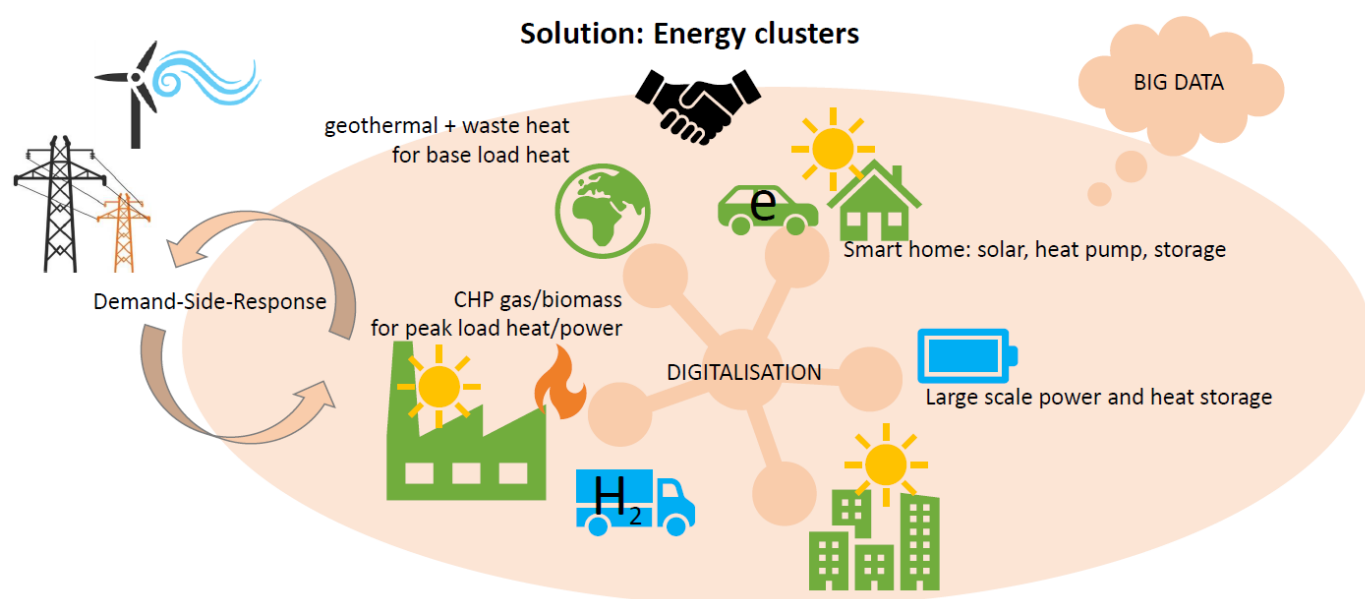 Solution: Energy clusters
BIG DATA
geothermal + waste heat
for base load heat
e
Smart home: solar, heat pump, storage
Demand-Side-Response
CHP gas/biomass
for peak load heat/power
DIGITALISATION
Large scale power and heat storage
H2